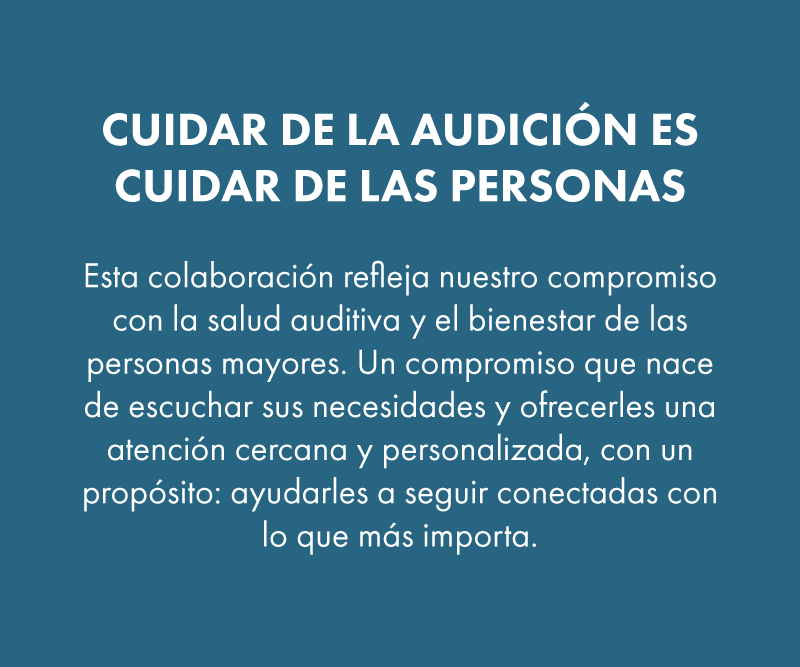 CUIDAR DE LA AUDICIÓN ES
CUIDAR DE LAS PERSONAS
Esta colaboración refleja nuestro compromiso
con la salud auditiva y el bienestar de las
personas mayores. Un compromiso que nace
de escuchar sus necesidades y ofrecerles una
atención cercana y personalizada, con un
propósito: ayudarles a seguir conectadas con
lo que más importa.